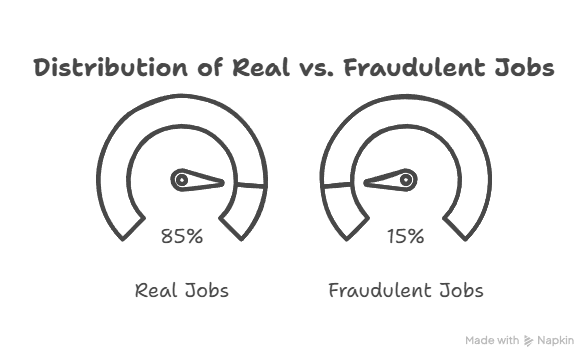 Distribution of Real vs. Fraudulent Jobs
85%
15%
Real Jobs
Fraudulent Jobs
Made with Napkin